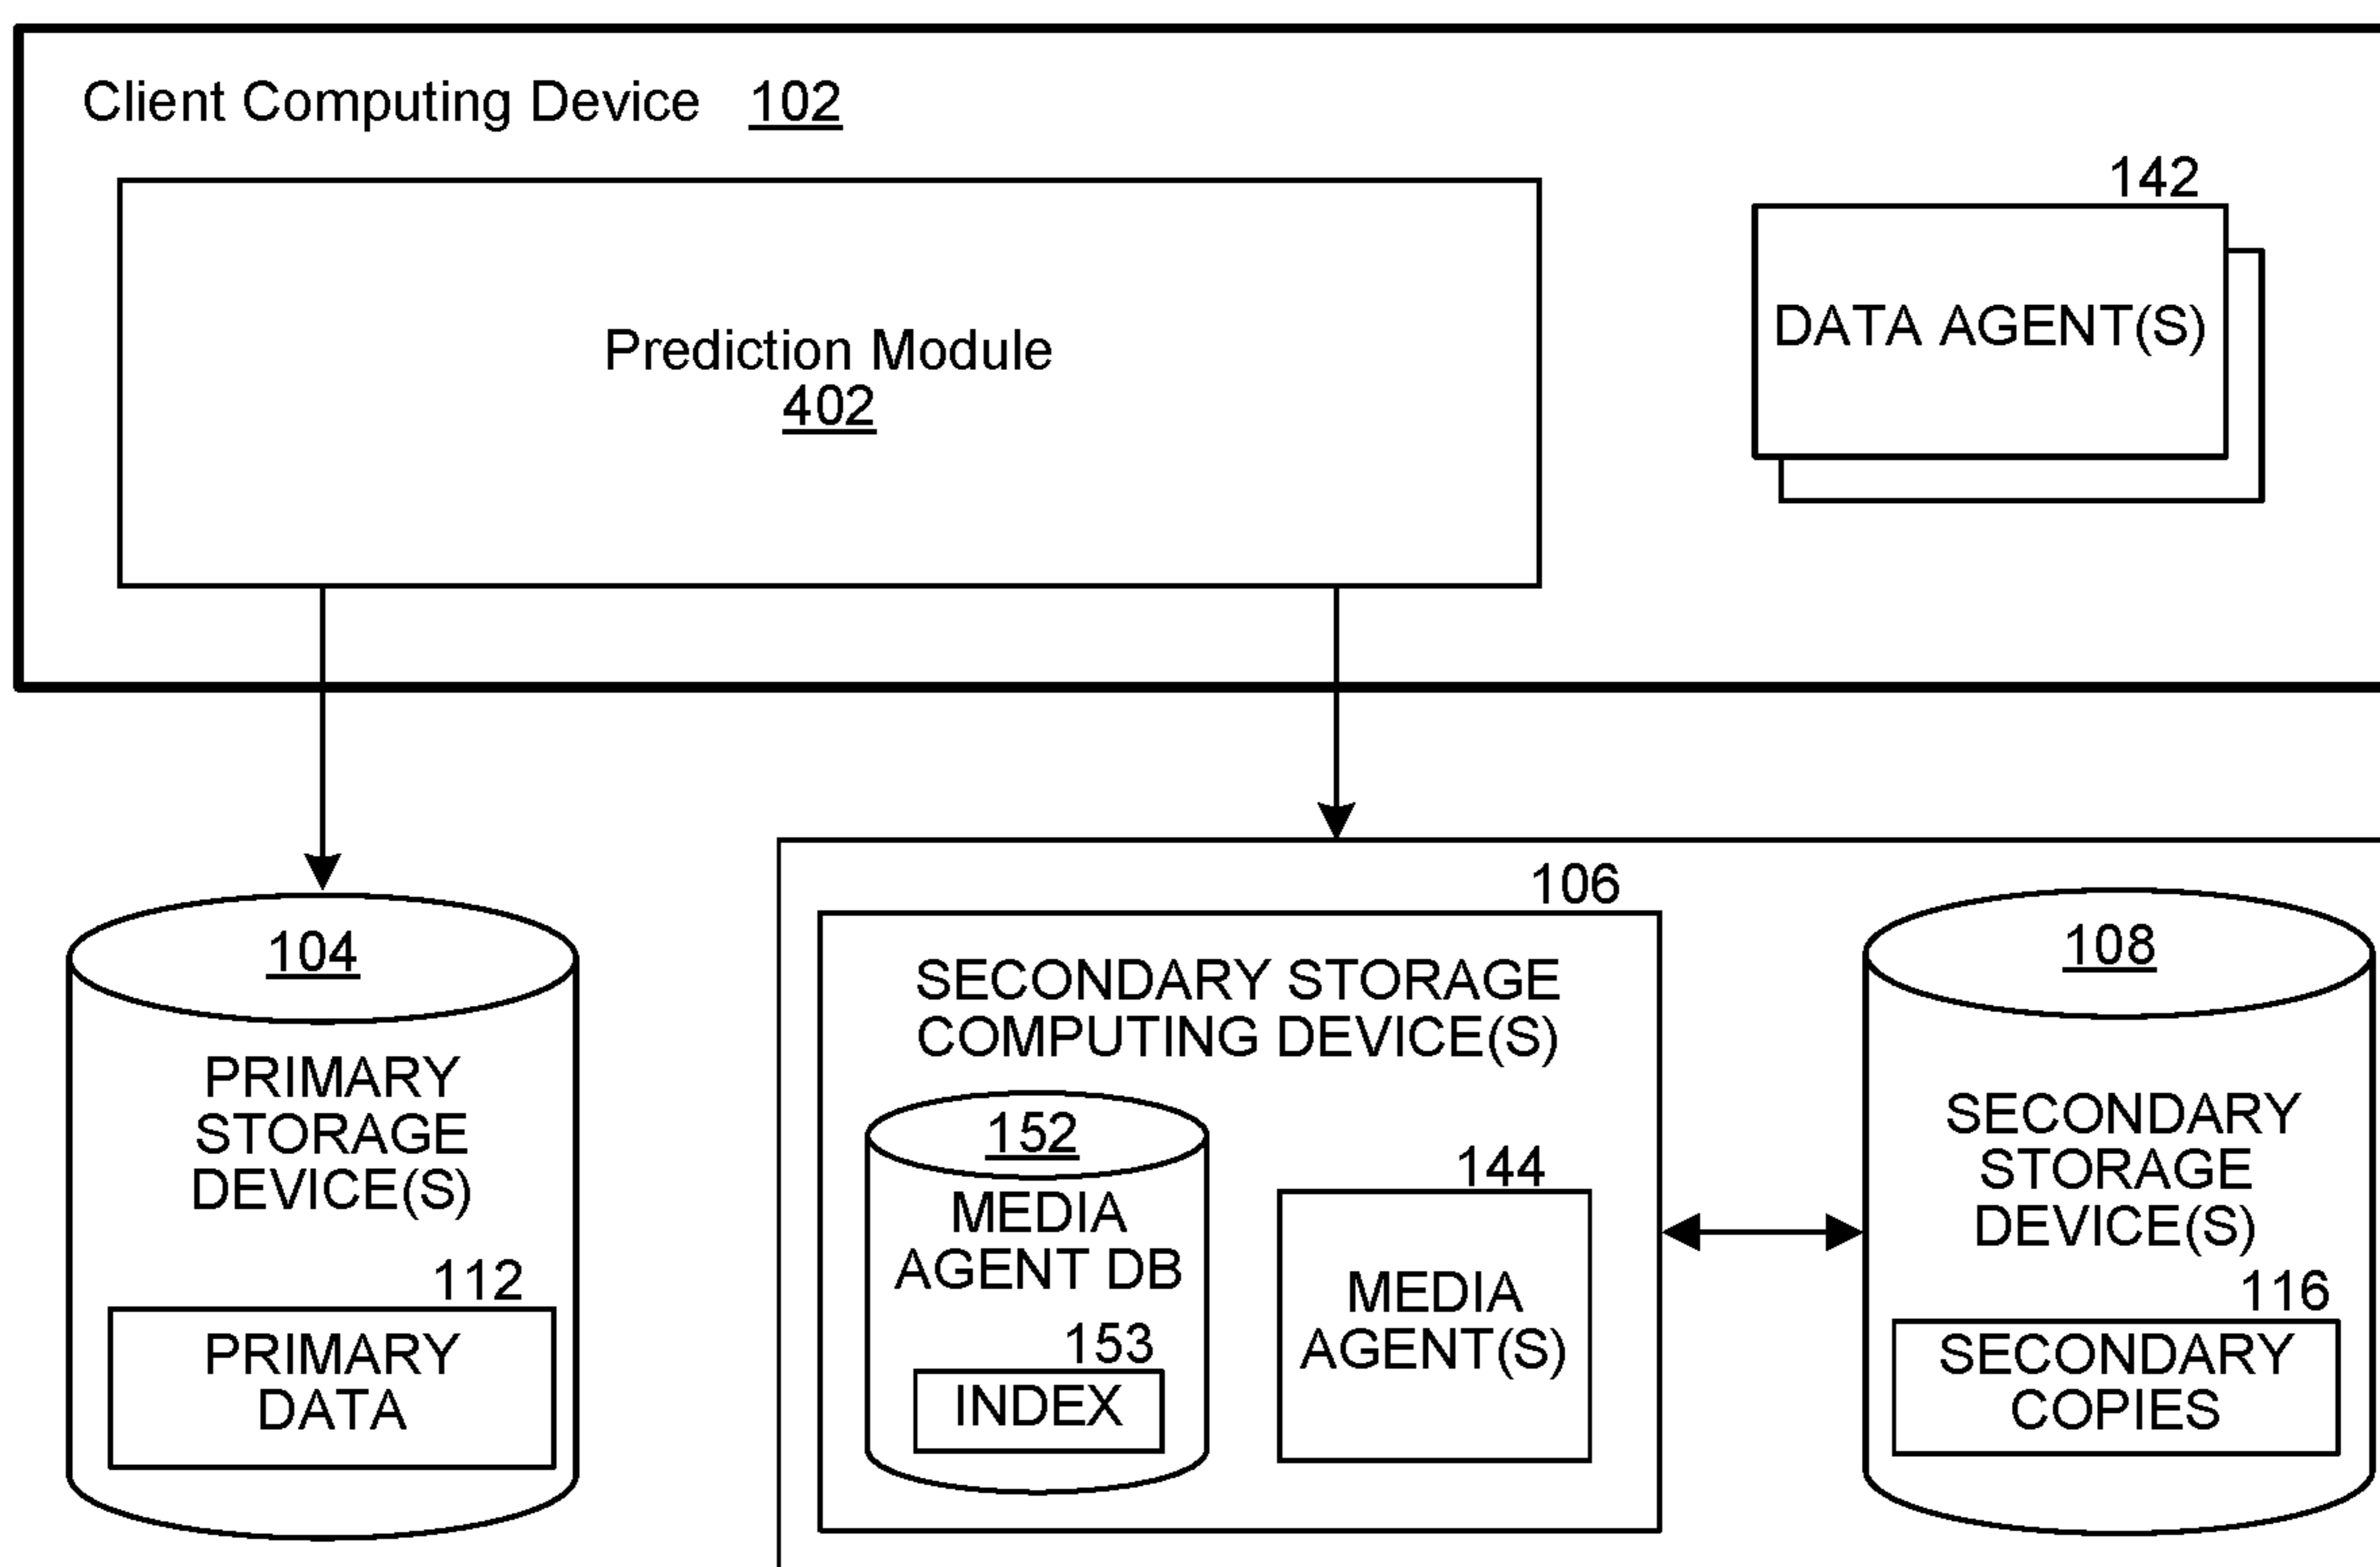 Client Computing Device 102
142
Prediction Module
402
DATA AGENT(S)
104
PRIMARY
STORAGE
DEVICE(S)
112
PRIMARY
DATA
106
SECONDARY STORAGE
COMPUTING DEVICE(S)
152
MEDIA
AGENT DB
153
INDEX
144
MEDIA
AGENT(S)
108
SECONDARY
STORAGE
DEVICE(S)
116
SECONDARY
COPIES